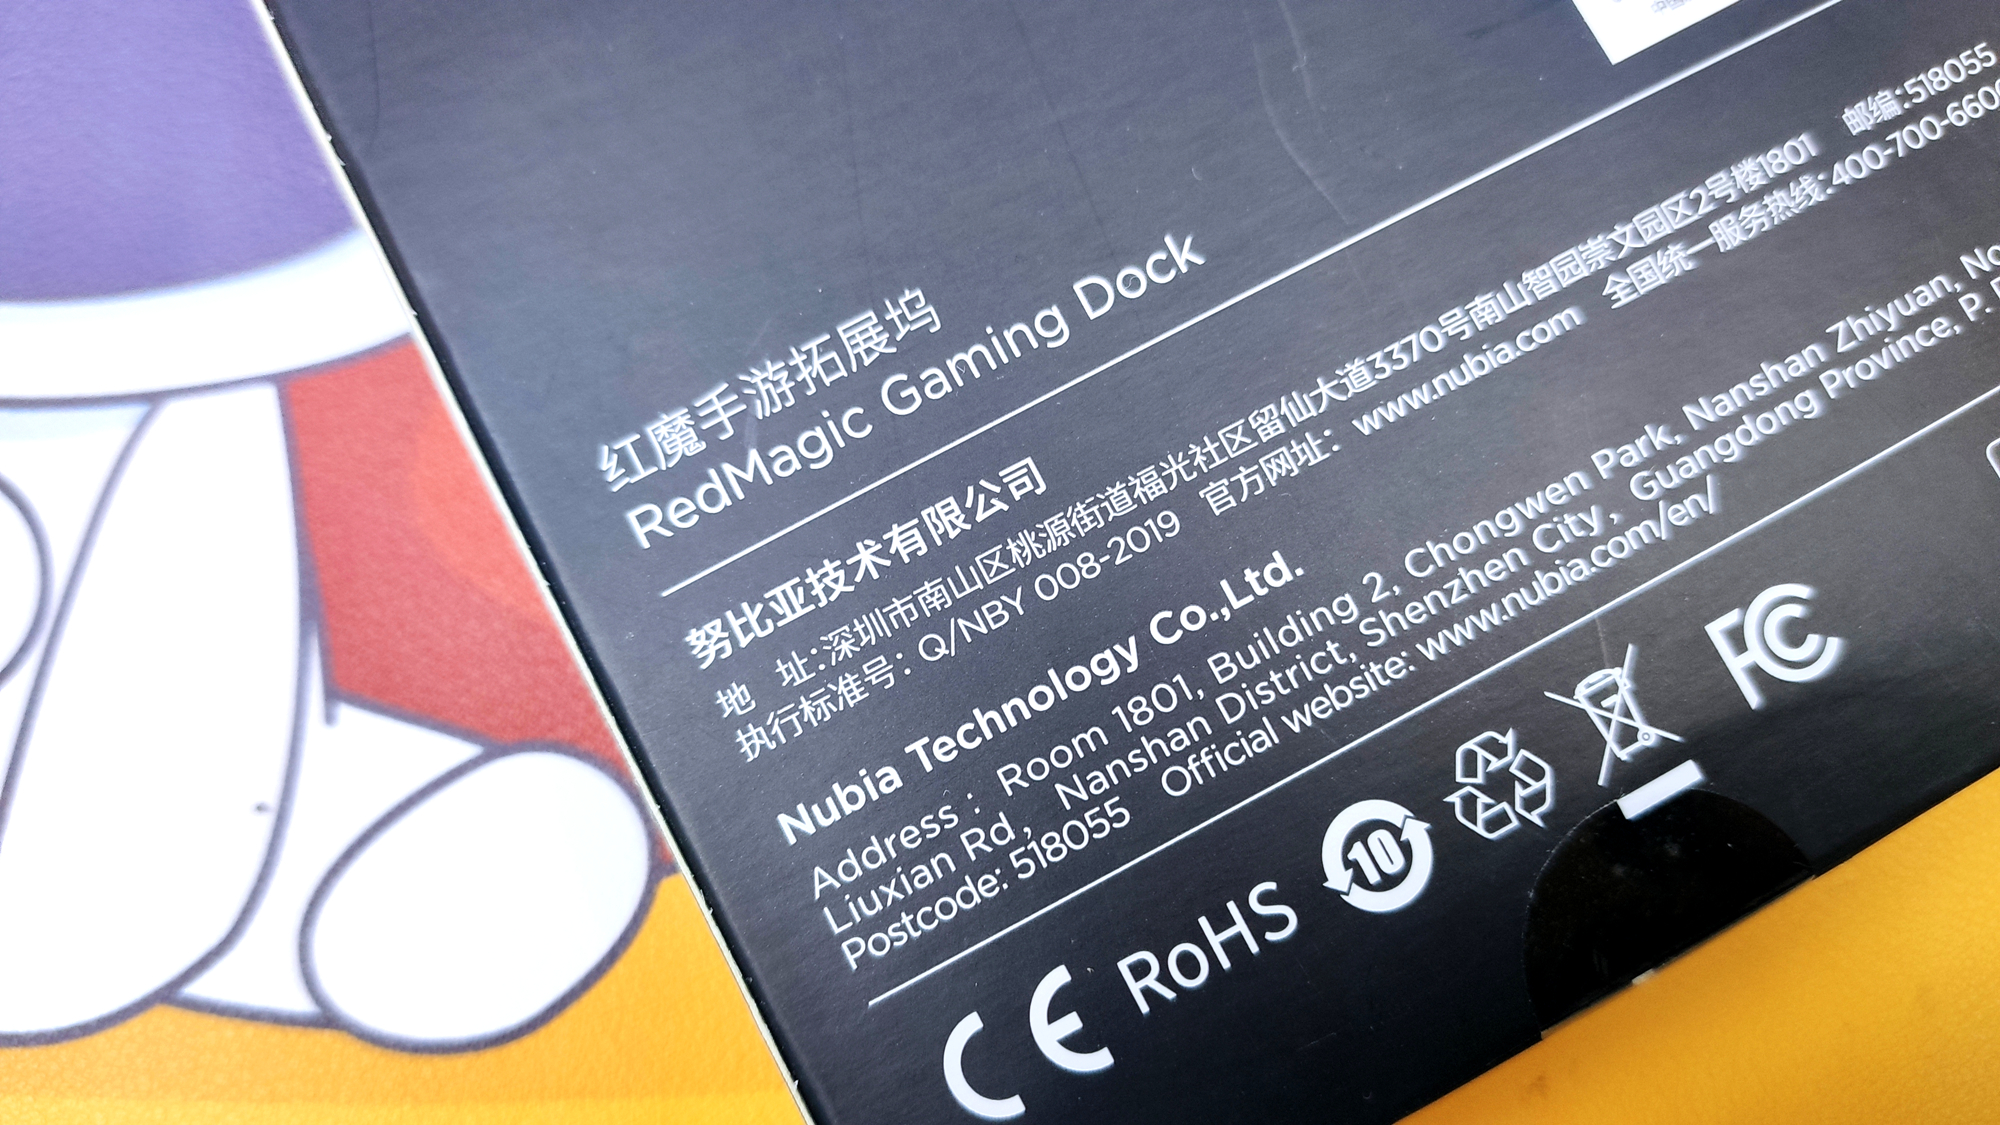 红魔手游拓展坞
RedMagic Gaming Dock
努比亚技术有限公司
地 址:深圳市南山区桃源街道福光社区留仙大道3370号南山智园崇文园区2号楼1801 邮编:518055
执行标准号：Q/NBY 008-2019 官方网址：www.nubia.com 全国统一服务热线:400-700-660
Nubia Technology Co.,Ltd.
Address： Room 1801, Building 2, Chongwen Park, Nanshan Zhiyuan, No
Liuxian Rd， Nanshan District, Shenzhen City， Guangdong Province, P.
Postcode: 518055 Official website: www.nubia.com/en/
CE RoHS 10 FC